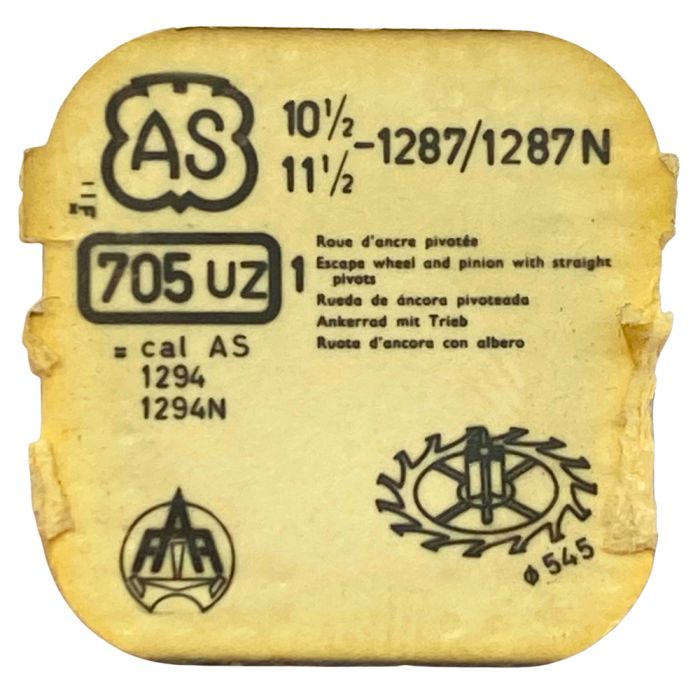 AS
10½
11½
-1287/1287N
705 UZ
1
Roue d'ancre pivotée
Escape wheel and pinion with straight
pivots
Rueda de áncora pivoteada
Ankerrad mit Trieb
Ruota d'ancora con albero
= cal AS
1294
1294N
ø 545